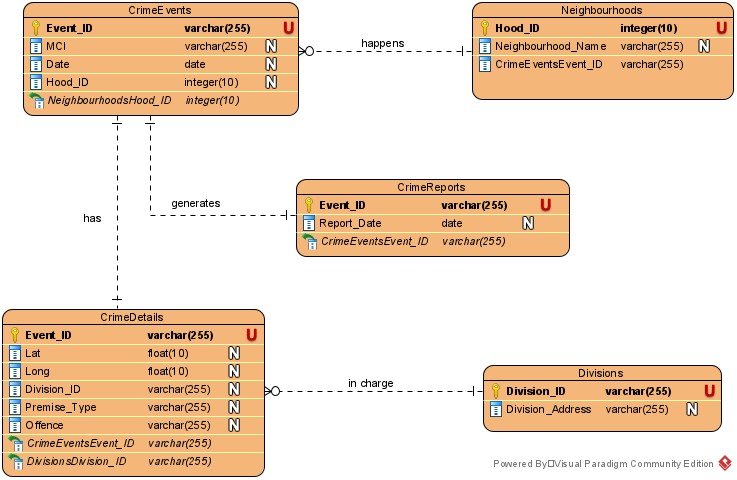 CrimeEvents
Event_ID varchar(255) U
MCI varchar(255) N
Date date N
Hood_ID integer(10) N
NeighbourhoodsHood_ID integer(10)
happens
Neighbourhoods
Hood_ID integer(10) U
Neighbourhood_Name varchar(255) N
CrimeEventsEvent_ID varchar(255)
has
generates
CrimeReports
Event_ID varchar(255) U
Report_Date date N
CrimeEventsEvent_ID varchar(255)
CrimeDetails
Event_ID varchar(255) U
Lat float(10) N
Long float(10) N
Division_ID varchar(255) N
Premise_Type varchar(255) N
Offence varchar(255) N
CrimeEventsEvent_ID varchar(255)
DivisionsDivision_ID varchar(255)
in charge
Divisions
Division_ID varchar(255) U
Division_Address varchar(255) N
Powered By□Visual Paradigm Community Edition